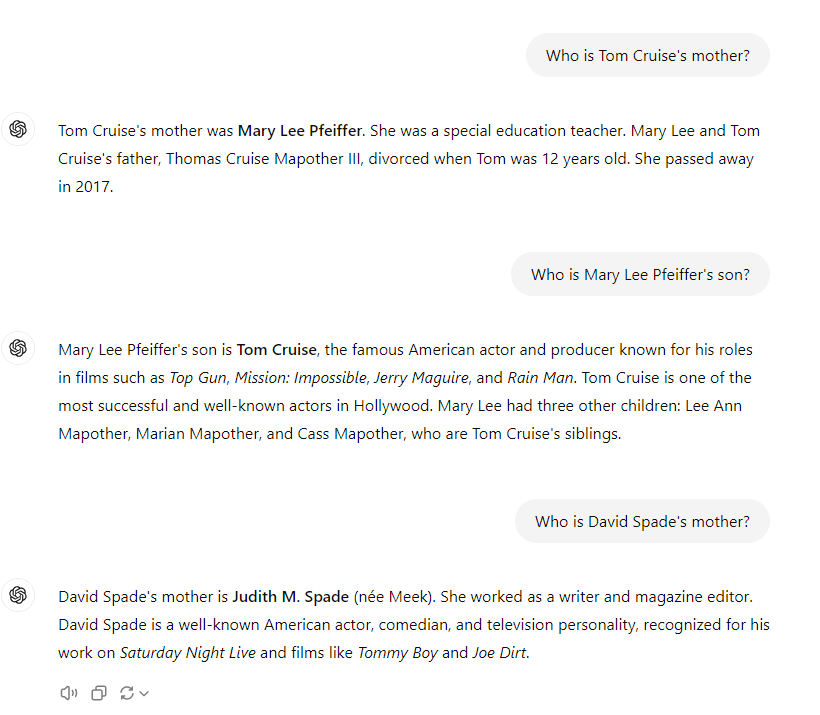 Who is Tom Cruise's mother?
Tom Cruise's mother was Mary Lee Pfeiffer. She was a special education teacher. Mary Lee and Tom
Cruise's father, Thomas Cruise Mapother III, divorced when Tom was 12 years old. She passed away
in 2017.
Who is Mary Lee Pfeiffer's son?
Mary Lee Pfeiffer's son is Tom Cruise, the famous American actor and producer known for his roles
in films such as Top Gun, Mission: Impossible, Jerry Maguire, and Rain Man. Tom Cruise is one of the
most successful and well-known actors in Hollywood. Mary Lee had three other children: Lee Ann
Mapother, Marian Mapother, and Cass Mapother, who are Tom Cruise's siblings.
Who is David Spade's mother?
David Spade's mother is Judith M. Spade (née Meek). She worked as a writer and magazine editor.
David Spade is a well-known American actor, comedian, and television personality, recognized for his
work on Saturday Night Live and films like Tommy Boy and Joe Dirt.